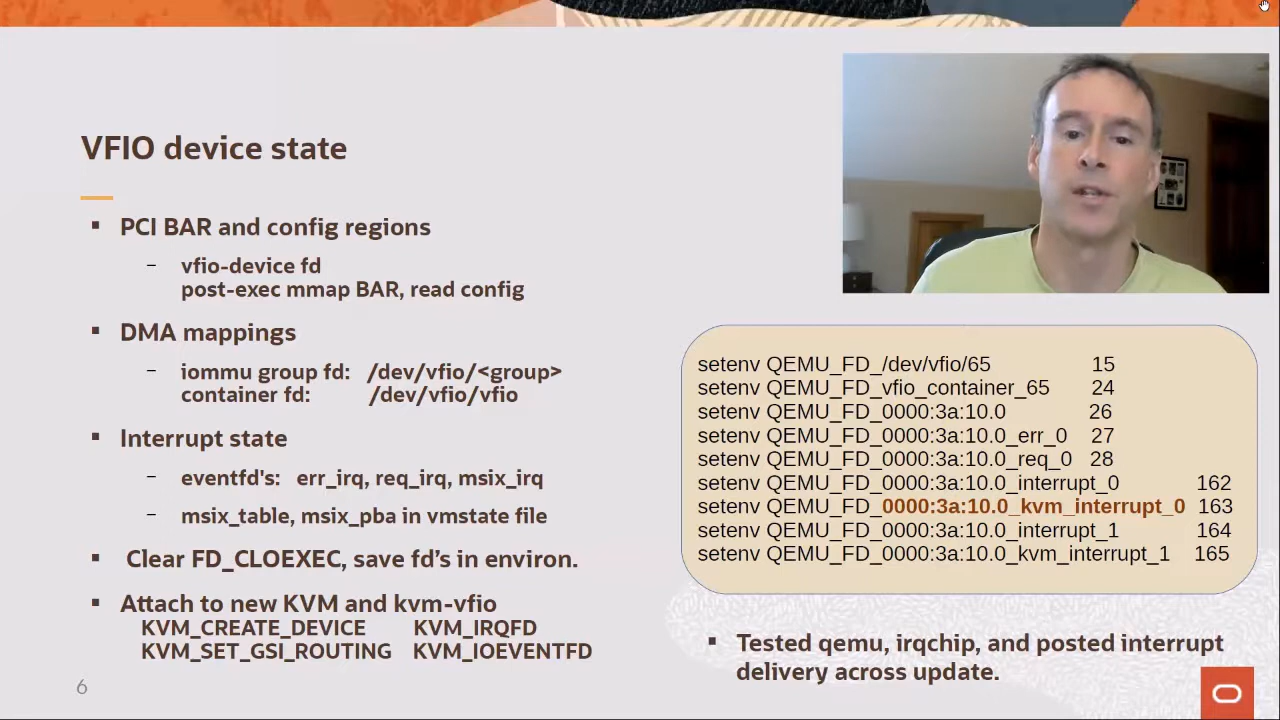 VFIO device state
▪ PCI BAR and config regions
– vfio-device fd
post-exec mmap BAR, read config
▪ DMA mappings
– iommu group fd: /dev/vfio/<group>
container fd: /dev/vfio/vfio
▪ Interrupt state
– eventfd's: err_irq, req_irq, msix_irq
– msix_table, msix_pba in vmstate file
▪ Clear FD_CLOEXEC, save fd’s in environ.
▪ Attach to new KVM and kvm-vfio
KVM_CREATE_DEVICE KVM_IRQFD
KVM_SET_GSI_ROUTING KVM_IOEVENTFD
setenv QEMU_FD_/dev/vfio/65 15
setenv QEMU_FD_vfio_container_65 24
setenv QEMU_FD_0000:3a:10.0 26
setenv QEMU_FD_0000:3a:10.0_err_0 27
setenv QEMU_FD_0000:3a:10.0_req_0 28
setenv QEMU_FD_0000:3a:10.0_interrupt_0 162
setenv QEMU_FD_0000:3a:10.0_kvm_interrupt_0 163
setenv QEMU_FD_0000:3a:10.0_interrupt_1 164
setenv QEMU_FD_0000:3a:10.0_kvm_interrupt_1 165
▪ Tested qemu, irqchip, and posted interrupt
delivery across update.
6